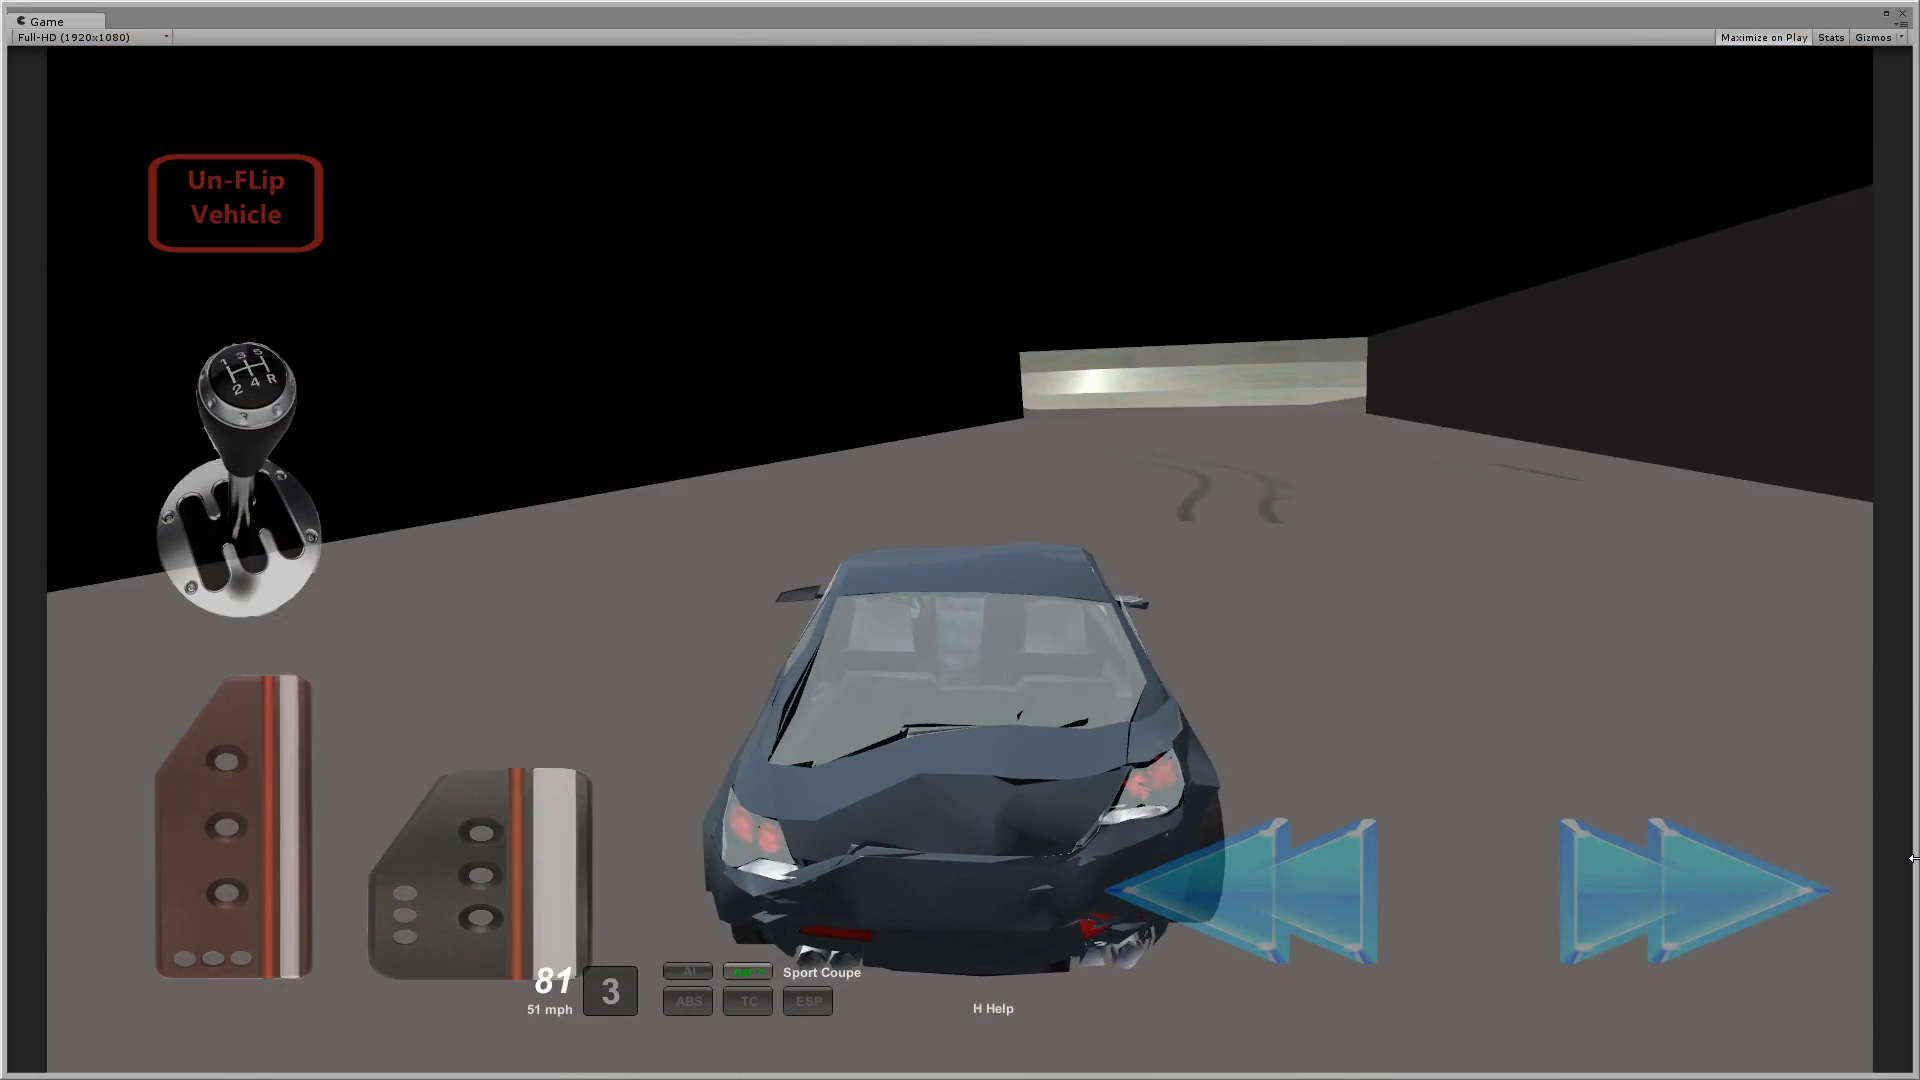 Game
Full-HD (1920x1080)
Maximize on Play Stats Gizmos
Un-FLip
Vehicle
1 3 5
2 4 R
81
51 mph
3
AI
Sport Coupe
ABS TC ESP
H Help